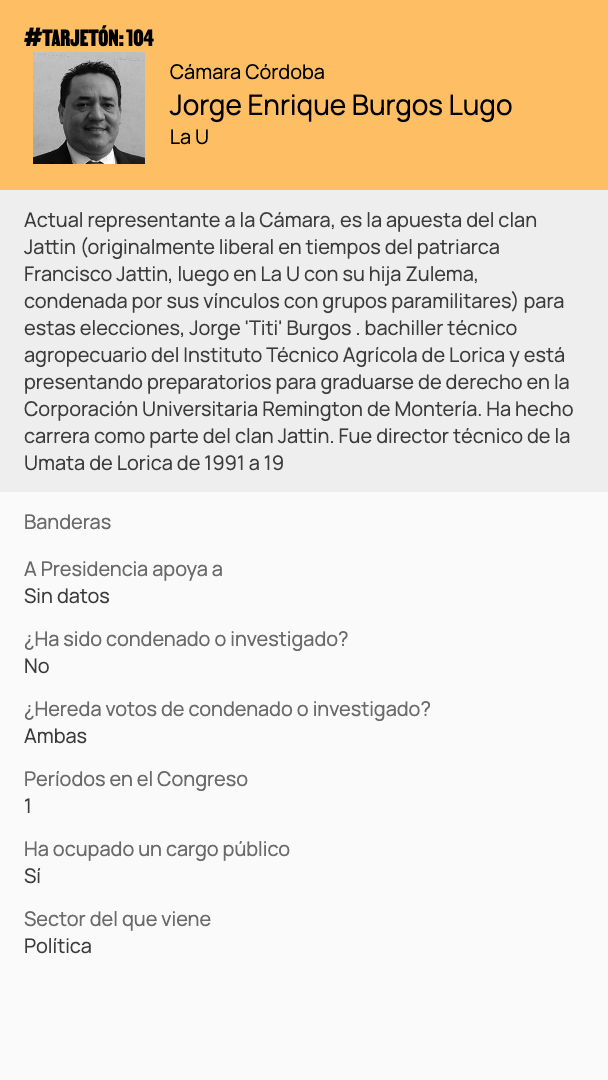 #TARJETÓN: 104
Cámara Córdoba
Jorge Enrique Burgos Lugo
La U
Actual representante a la Cámara, es la apuesta del clan
Jattin (originalmente liberal en tiempos del patriarca
Francisco Jattin, luego en La U con su hija Zulema,
condenada por sus vínculos con grupos paramilitares) para
estas elecciones, Jorge 'Titi' Burgos . bachiller técnico
agropecuario del Instituto Técnico Agrícola de Lorica y está
presentando preparatorios para graduarse de derecho en la
Corporación Universitaria Remington de Montería. Ha hecho
carrera como parte del clan Jattin. Fue director técnico de la
Umata de Lorica de 1991 a 19
Banderas
A Presidencia apoya a
Sin datos
¿Ha sido condenado o investigado?
No
¿Hereda votos de condenado o investigado?
Ambas
Períodos en el Congreso
1
Ha ocupado un cargo público
Sí
Sector del que viene
Política